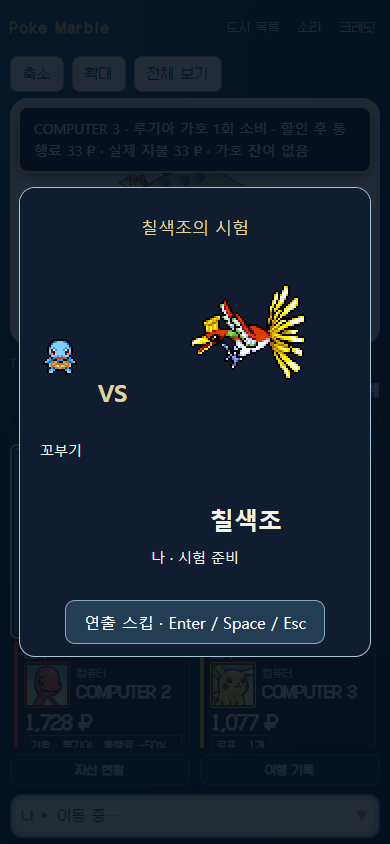 Poke Marble
도시 목록
소리
크레딧
축소
확대
전체 보기
COMPUTER 3 · 루기아 가호 1회 소비 · 할인 후 통
행료 33 ₽ · 실제 지불 33 ₽ · 가호 잔여 없음
칠색조의 시험
VS
꼬부기
칠색조
나 · 시험 준비
연출 스킵 · Enter / Space / Esc
컴퓨터
COMPUTER 2
1,728 ₽
컴퓨터
COMPUTER 3
1,077 ₽
자산 현황
여행 기록
나 ▸ 이동 중…